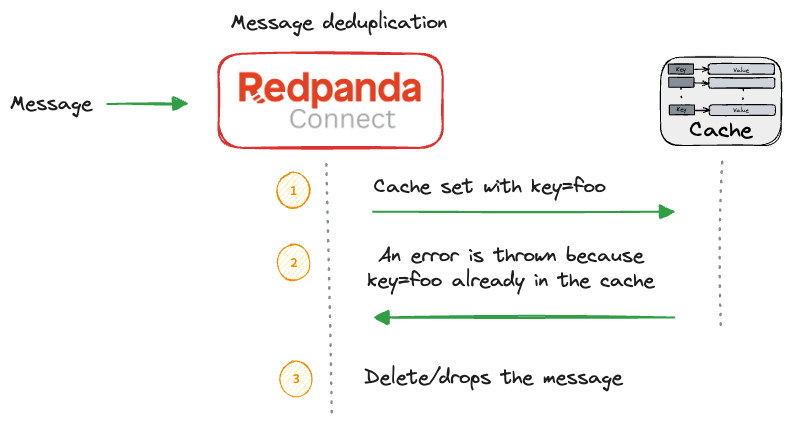 Message deduplication
Redpanda
Connect
Message
Key
Value
Key
Value
Cache
1
Cache set with key=foo
2
An error is thrown because
key=foo already in the cache
3
Delete/drops the message